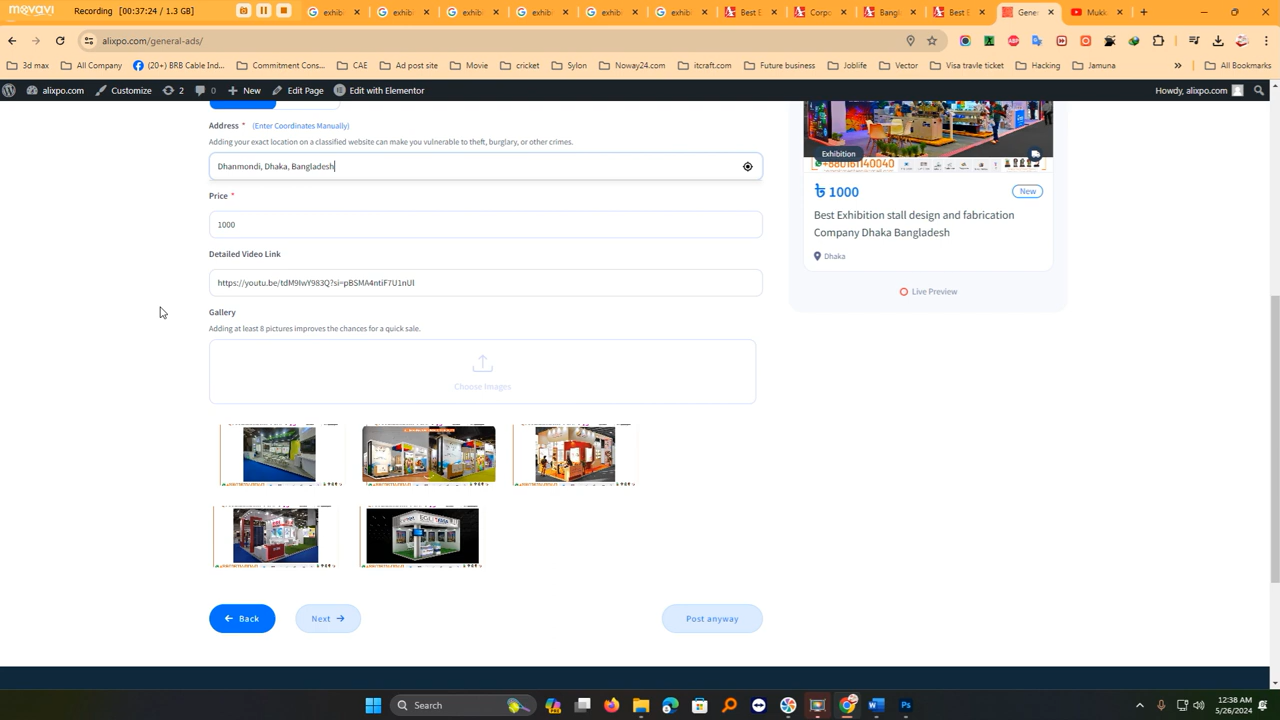 movavi
Recording [00:37:24 / 1.3 GB]
exhib
exhib
exhib
exhib
exhib
exhib
Best E
Corpo
Bangl
Best E
Gener
Mukk
alixpo.com/general-ads/
3d max
All Company
(20+) BRB Cable Ind...
Commitment Cons...
CAE
Ad post site
Movie
cricket
Sylon
Noway24.com
itcraft.com
Future business
Joblife
Vector
Visa travle ticket
Hacking
Jamuna
»
All Bookmarks
alixpo.com
Customize
2
0
New
Edit Page
Edit with Elementor
Howdy, alixpo.com
Address * (Enter Coordinates Manually)
Adding your exact location on a classified website can make you vulnerable to theft, burglary, or other crimes.
Dhanmondi, Dhaka, Bangladesh
Price *
1000
Detailed Video Link
https://youtu.be/tdM9IwY983Q?si=pBSMA4ntiF7U1nUl
Gallery
Adding at least 8 pictures improves the chances for a quick sale.
Choose Images
Back
Next
Post anyway
Exhibition
+8801611140040
৳ 1000
New
Best Exhibition stall design and fabrication
Company Dhaka Bangladesh
Dhaka
Live Preview
Search
12:38 AM
5/26/2024